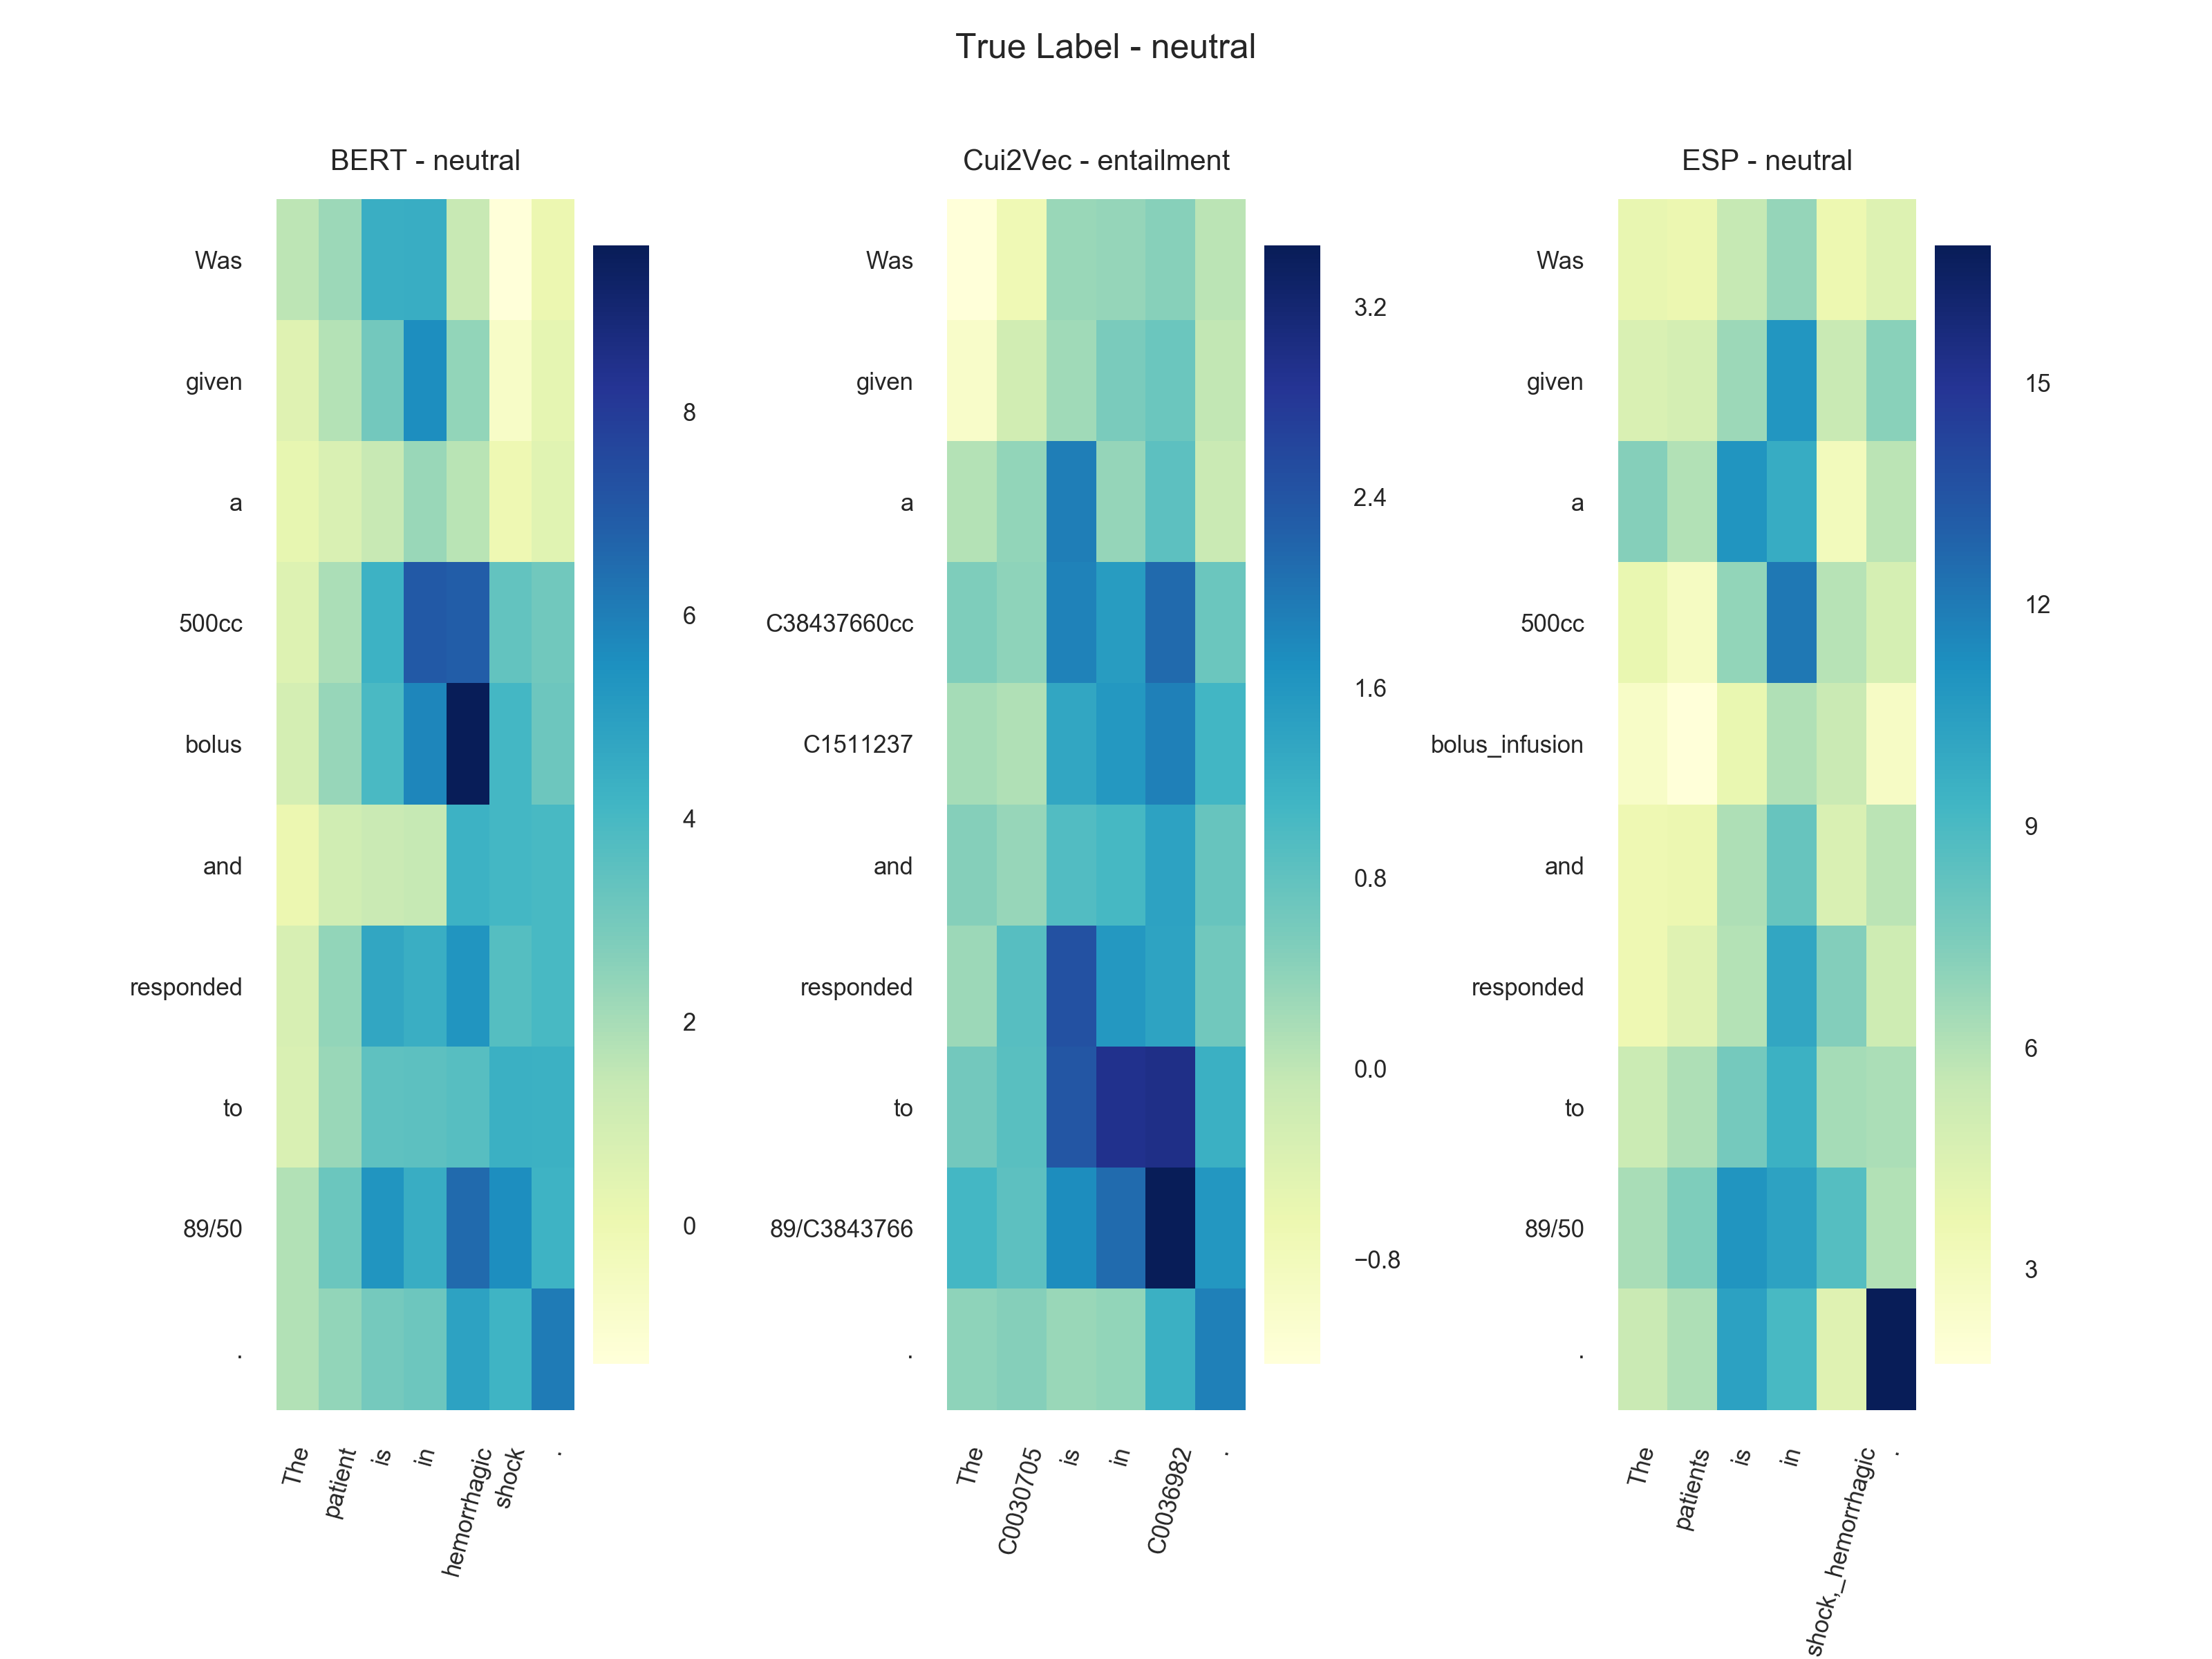 True Label - neutral
BERT - neutral
Was
given
a
500cc
bolus
and
responded
to
89/50
.
The
patient
is
in
hemorrhagic
shock
.
8
6
4
2
0
Cui2Vec - entailment
Was
given
a
C38437660cc
C1511237
and
responded
to
89/C3843766
.
The
C0030705
is
in
C0036982
.
3.2
2.4
1.6
0.8
0.0
−0.8
ESP - neutral
Was
given
a
500cc
bolus_infusion
and
responded
to
89/50
.
The
patients
is
in
shock,_hemorrhagic
.
15
12
9
6
3